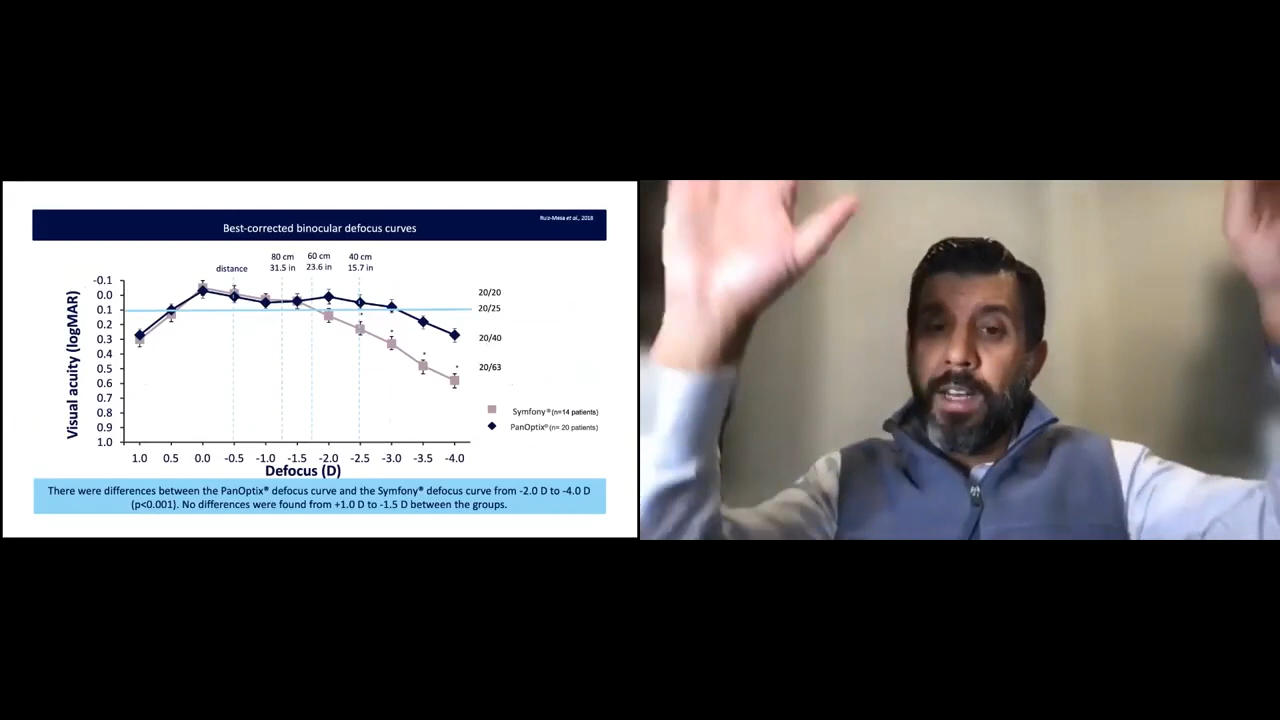 Ruiz-Mesa et al., 2018
Best-corrected binocular defocus curves
80 cm 60 cm 40 cm
distance 31.5 in 23.6 in 15.7 in
-0.1
0.0
0.1
0.2
0.3
0.4
0.5
0.6
0.7
0.8
0.9
1.0
Visual acuity (logMAR)
20/20
20/25
20/40
20/63
Symfony® (n=14 patients)
PanOptix® (n= 20 patients)
1.0 0.5 0.0 -0.5 -1.0 -1.5 -2.0 -2.5 -3.0 -3.5 -4.0
Defocus (D)
There were differences between the PanOptix® defocus curve and the Symfony® defocus curve from -2.0 D to -4.0 D
(p<0.001). No differences were found from +1.0 D to -1.5 D between the groups.